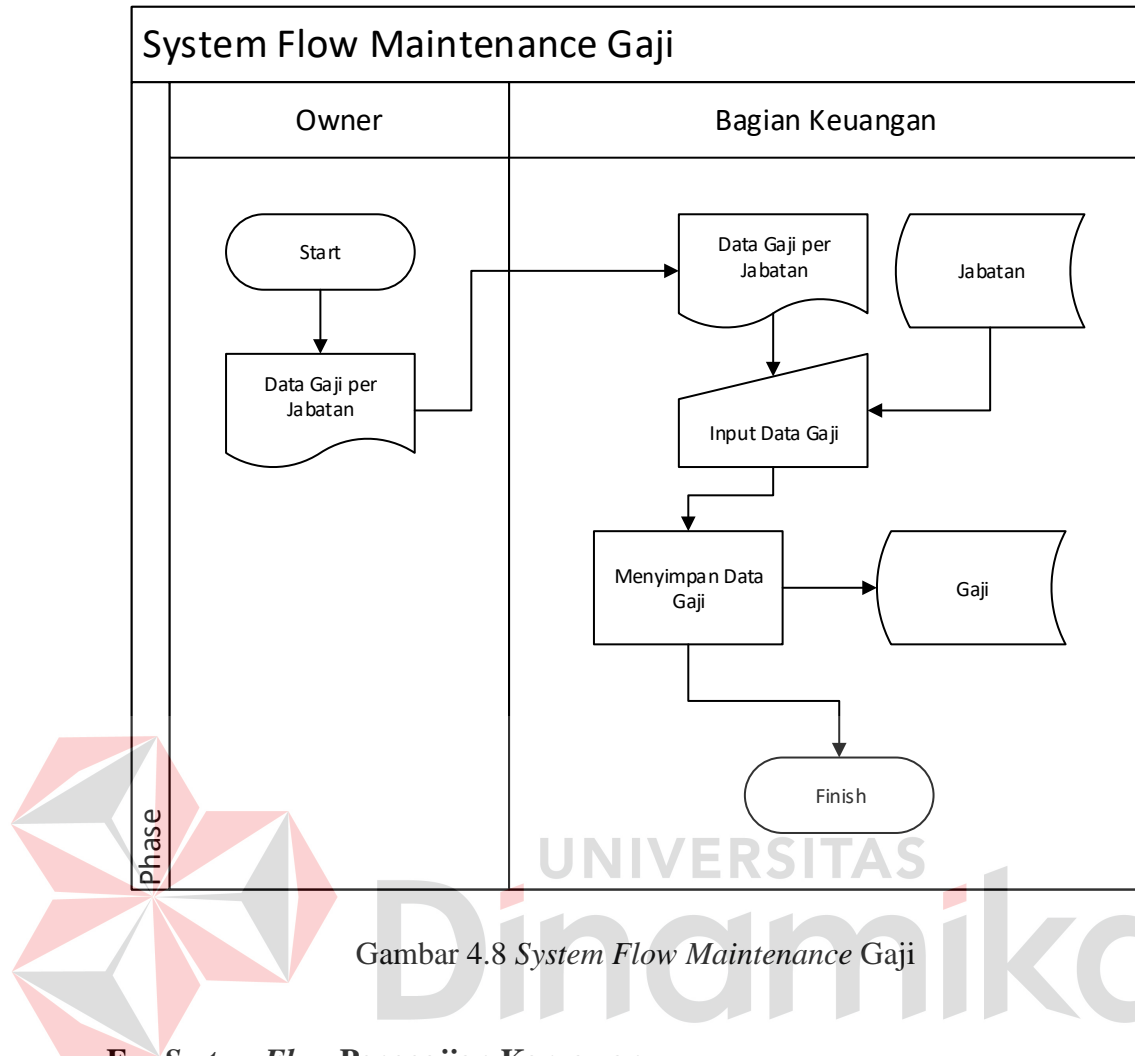 System Flow Maintenance Gaji
Owner
Bagian Keuangan
Start
Data Gaji per
Jabatan
Data Gaji per
Jabatan
Jabatan
Input Data Gaji
Menyimpan Data
Gaji
Gaji
Finish
Phase
UNIVERSITAS
Dinamika
Gambar 4.8 System Flow Maintenance Gaji